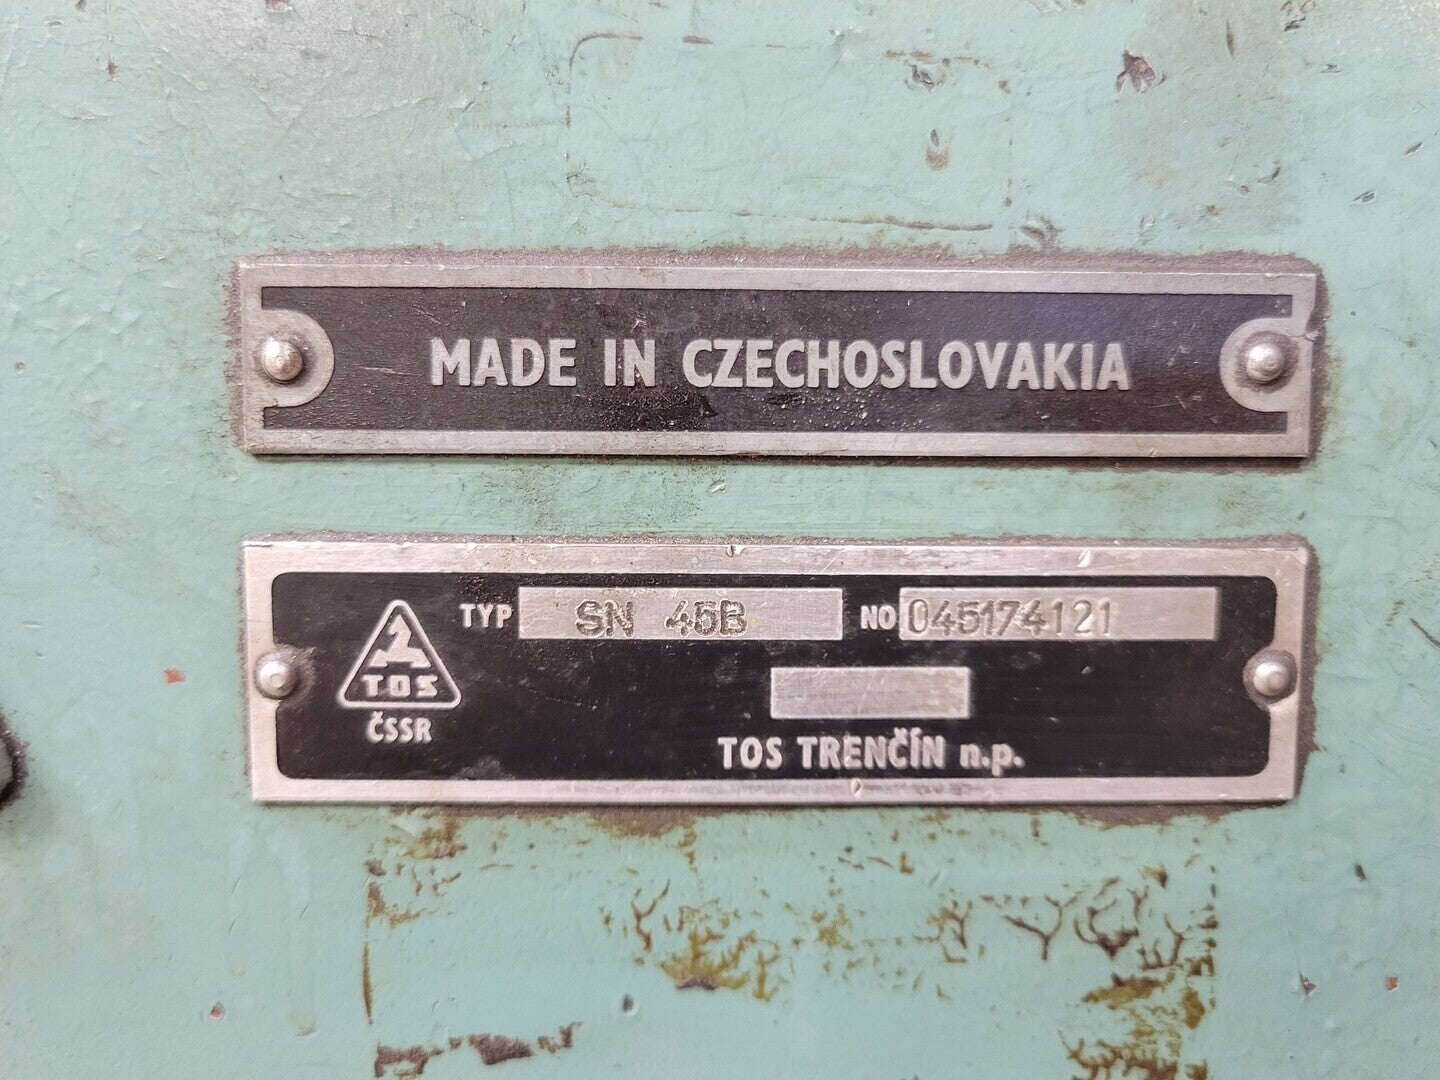 MADE IN CZECHOSLOVAKIA
TYP SN 45B NO 045174121
TOS
ČSSR
TOS TRENČÍN n.p.